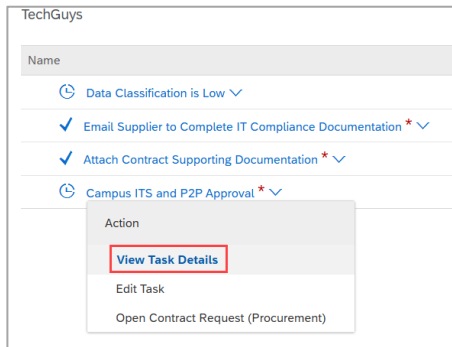 TechGuys
Name
Data Classification is Low
Email Supplier to Complete IT Compliance Documentation *
Attach Contract Supporting Documentation *
Campus ITS and P2P Approval *
Action
View Task Details
Edit Task
Open Contract Request (Procurement)